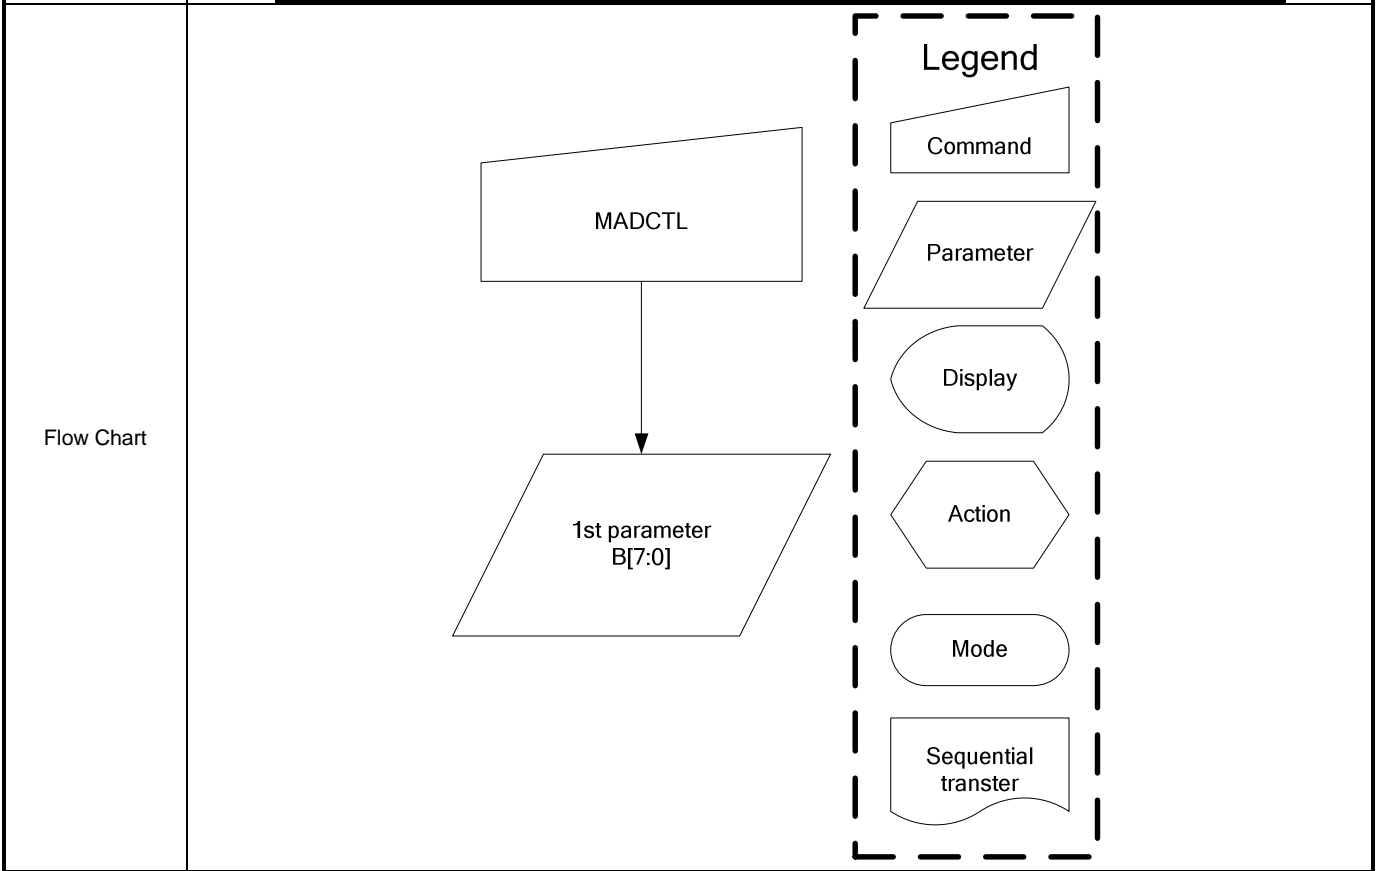 Flow Chart
MADCTL
1st parameter
B[7:0]
Legend
Command
Parameter
Display
Action
Mode
Sequential
transter